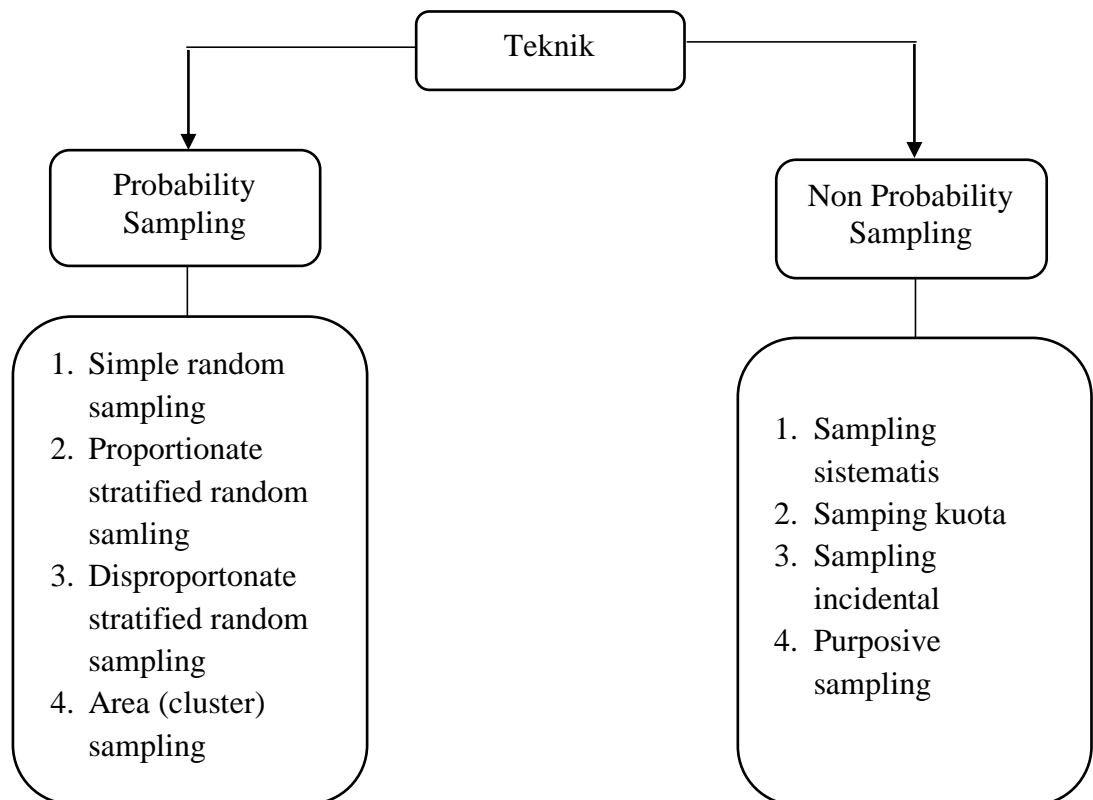 Teknik
Probability
Sampling
Non Probability
Sampling
1. Simple random
sampling
2. Proportionate
stratified random
samling
3. Disproportonate
stratified random
sampling
4. Area (cluster)
sampling
1. Sampling
sistematis
2. Samping kuota
3. Sampling
incidental
4. Purposive
sampling